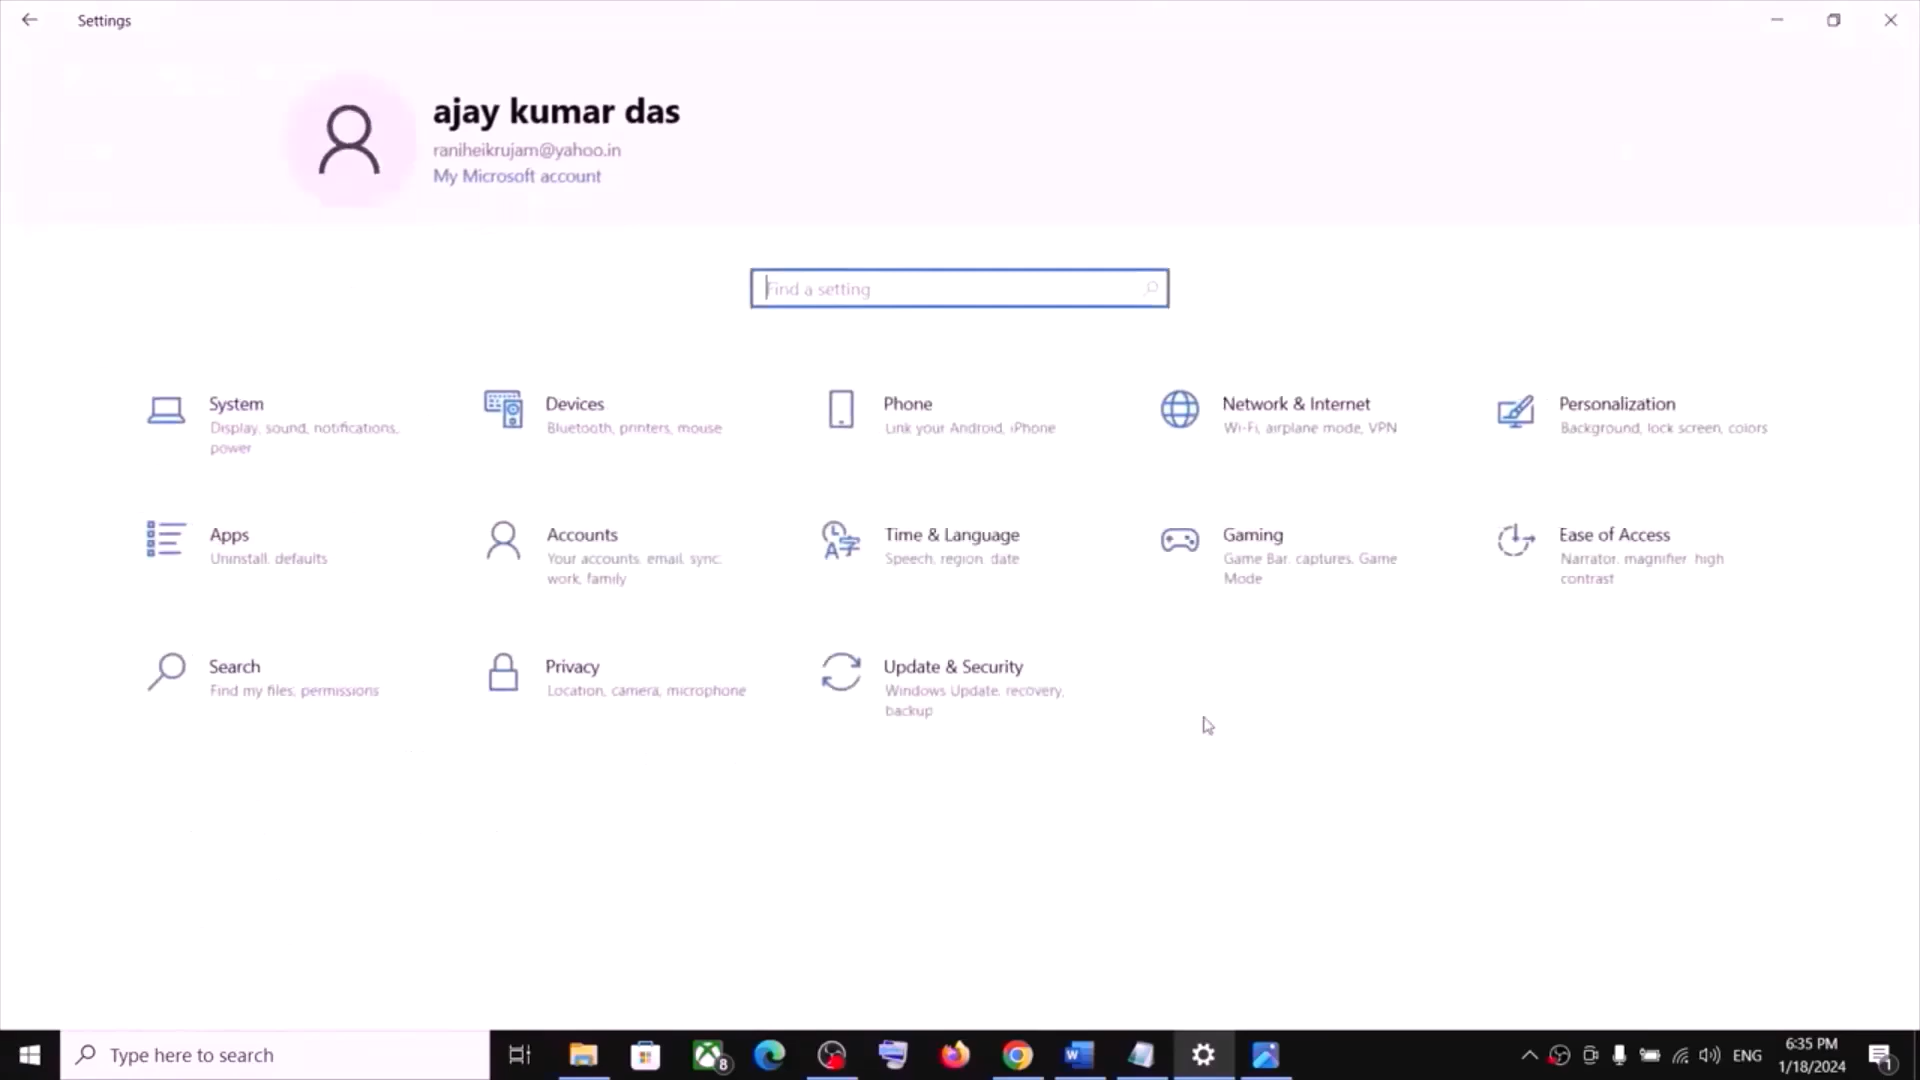 Settings
ajay kumar das
raniheikrujam@yahoo.in
My Microsoft account
Find a setting
System
Display, sound, notifications,
power
Devices
Bluetooth, printers, mouse
Phone
Link your Android, iPhone
Network & Internet
Wi-Fi, airplane mode, VPN
Personalization
Background, lock screen, colors
Apps
Uninstall, defaults
Accounts
Your accounts, email, sync,
work, family
Time & Language
Speech, region, date
Gaming
Game Bar, captures, Game
Mode
Ease of Access
Narrator, magnifier, high
contrast
Search
Find my files, permissions
Privacy
Location, camera, microphone
Update & Security
Windows Update, recovery,
backup
Type here to search
8
W
ENG
6:35 PM
1/18/2024
1